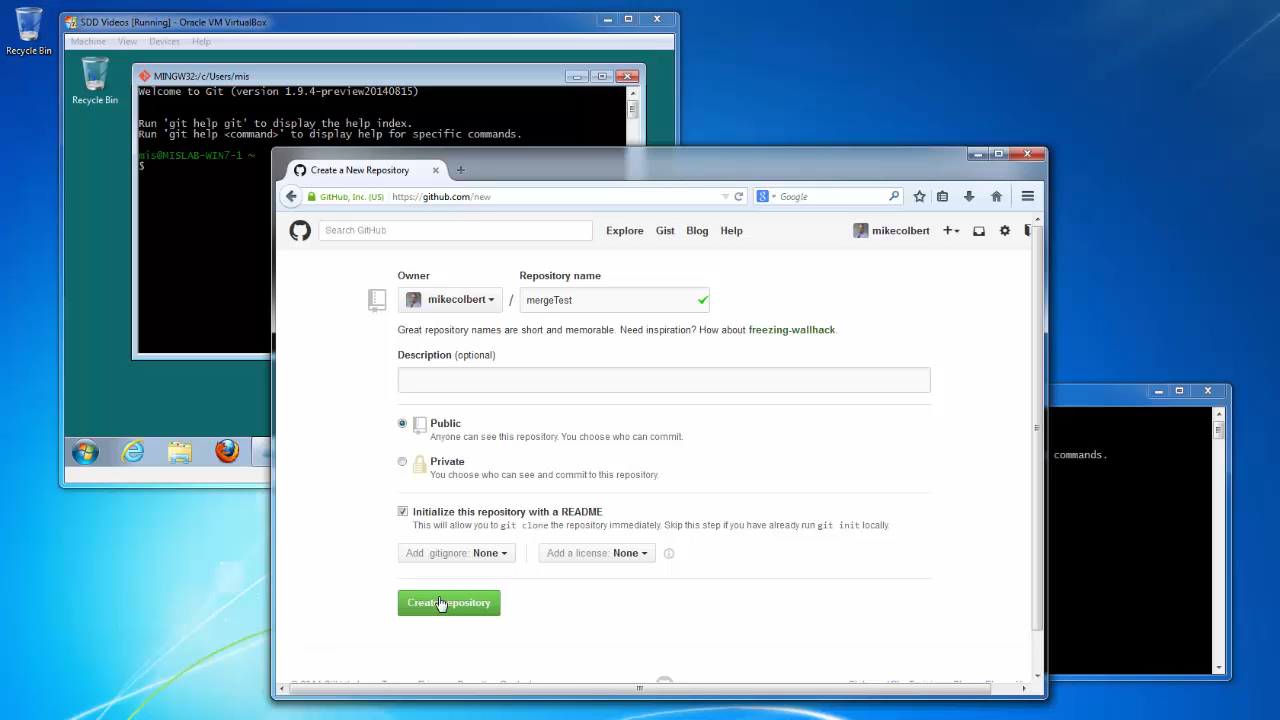 Recycle Bin
SDD Videos [Running] - Oracle VM VirtualBox
Machine View Devices Help
Recycle Bin
MINGW32:/c/Users/mis
Welcome to Git (version 1.9.4-preview20140815)
Run 'git help git' to display the help index.
Run 'git help <command>' to display help for specific commands.
mis@MISLAB-WIN7-1 ~
$
Create a New Repository
GitHub, Inc. (US) https://github.com/new
Google
Search GitHub
Explore Gist Blog Help
mikecolbert
Owner
Repository name
mikecolbert / mergeTest
Great repository names are short and memorable. Need inspiration? How about freezing-wallhack.
Description (optional)
Public
Anyone can see this repository. You choose who can commit.
Private
You choose who can see and commit to this repository.
Initialize this repository with a README
This will allow you to git clone the repository immediately. Skip this step if you have already run git init locally.
Add .gitignore: None
Add a license: None
Create repository
commands.